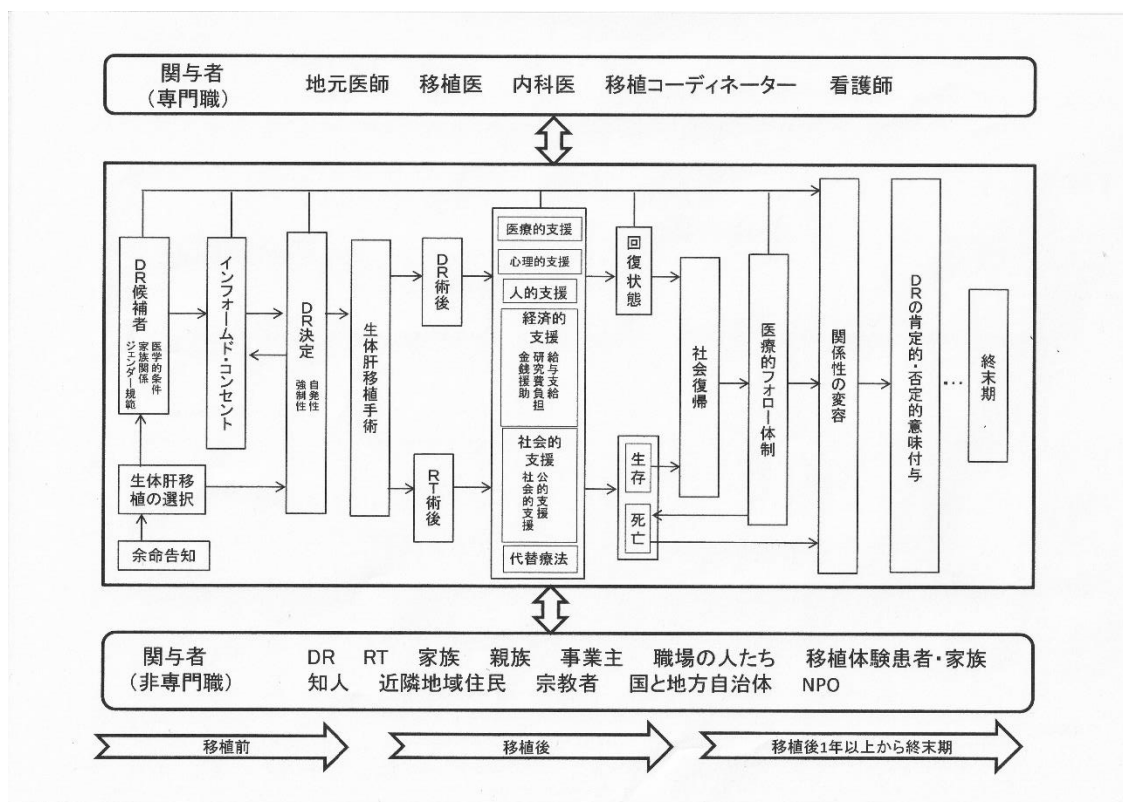 関与者
(専門職)
地元医師 移植医 内科医 移植コーディネーター 看護師
DR候補者
医学的条件
家族関係
ジェンダー規範
インフォームド・コンセント
DR決定
自発性
強制性
生体肝移植手術
DR術後
RT術後
医療的支援
心理的支援
人的支援
経済的
支援
給与支給
研究費負担
金銭援助
社会的
支援
公的支援
社会的支援
代替療法
回復状態
生存
死亡
社会復帰
医療的フォロー体制
関係性の変容
DRの肯定的・否定的意味付与
…
終末期
生体肝移
植の選択
余命告知
関与者
(非専門職)
DR RT 家族 親族 事業主 職場の人たち 移植体験患者・家族
知人 近隣地域住民 宗教者 国と地方自治体 NPO
移植前
移植後
移植後1年以上から終末期